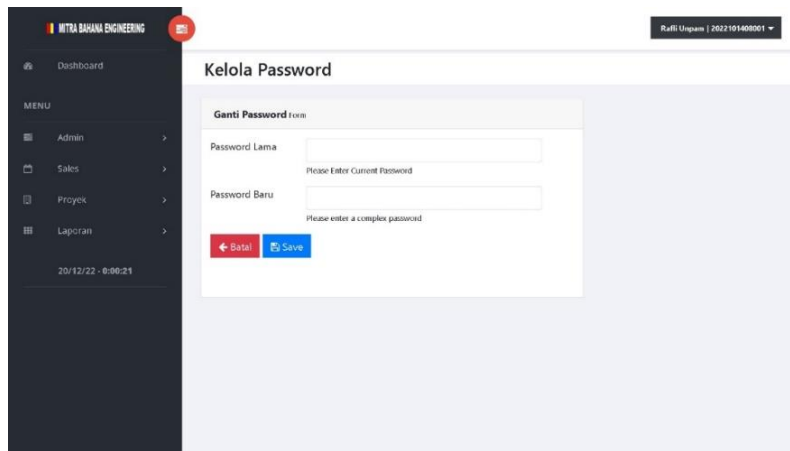 MITRA BAHANA ENGINEERING
Raffi Unpam | 2022101408001
Dashboard
Kelola Password
MENU
Ganti Password Form
Admin
Password Lama
Please Enter Current Password
Sales
Proyek
Password Baru
Please enter a complex password
Laporan
Batal Save
20/12/22 - 0:00:21